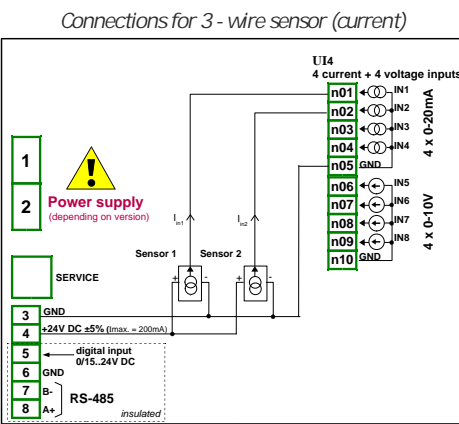 Connections for 3 - wire sensor (current)
UI4
4 current + 4 voltage inputs
n01 IN1
n02 IN2
n03 IN3
n04 IN4
n05 GND
4 x 0-20mA
n06 IN5
n07 IN6
n08 IN7
n09 IN8
n10 GND
4 x 0-10V
1
2
Power supply
(depending on version)
Iin1
Iin2
Sensor 1
Sensor 2
+ -
+ -
SERVICE
3 GND
4 +24V DC ±5% (Imax. = 200mA)
5 digital input
0/15..24V DC
6 GND
7 B-
8 A+
RS-485
insulated